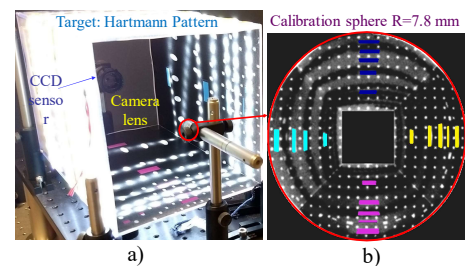 Target: Hartmann Pattern
Calibration sphere R=7.8 mm
CCD
senso
r
Camera
lens
a)
b)